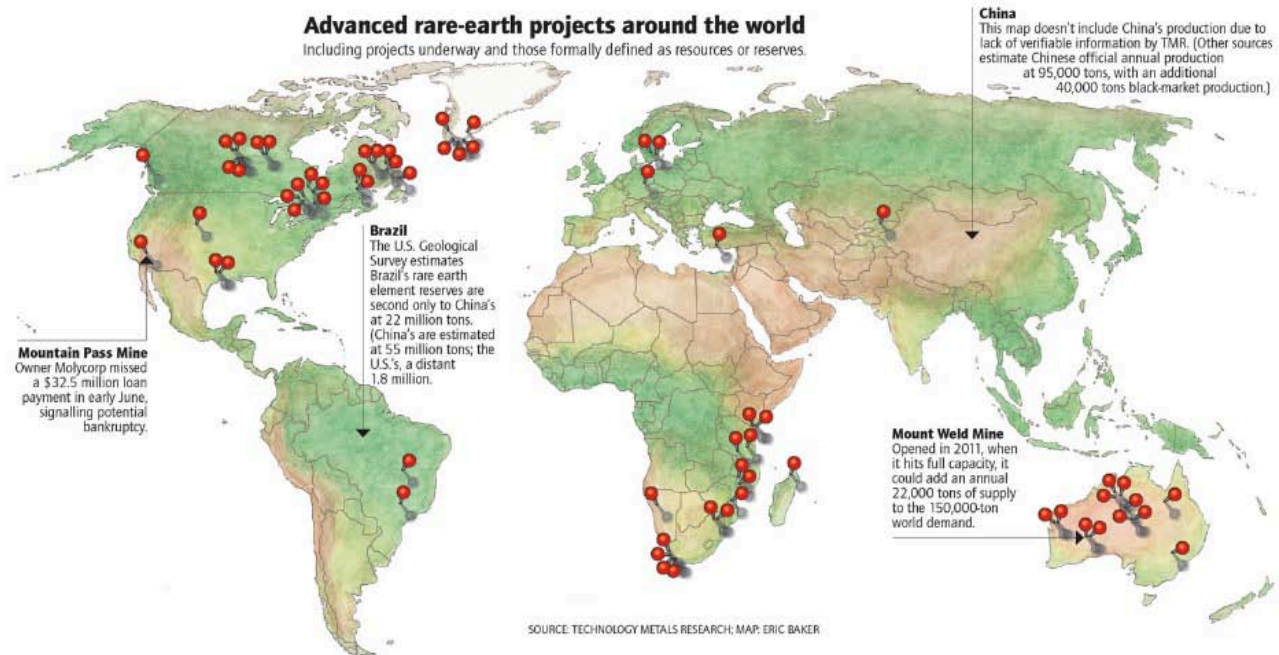 Advanced rare-earth projects around the world
Including projects underway and those formally defined as resources or reserves.
China
This map doesn't include China's production due to
lack of verifiable information by TMR. (Other sources
estimate Chinese official annual production
at 95,000 tons, with an additional
40,000 tons black-market production.)
Brazil
The U.S. Geological
Survey estimates
Brazil's rare earth
element reserves are
second only to China's
at 22 million tons.
(China's are estimated
at 55 million tons; the
U.S.'s, a distant
1.8 million.
Mountain Pass Mine
Owner Molycorp missed
a $32.5 million loan
payment in early June,
signalling potential
bankruptcy.
Mount Weld Mine
Opened in 2011, when
it hits full capacity, it
could add an annual
22,000 tons of supply
to the 150,000-ton
world demand.
SOURCE: TECHNOLOGY METALS RESEARCH; MAP: ERIC BAKER